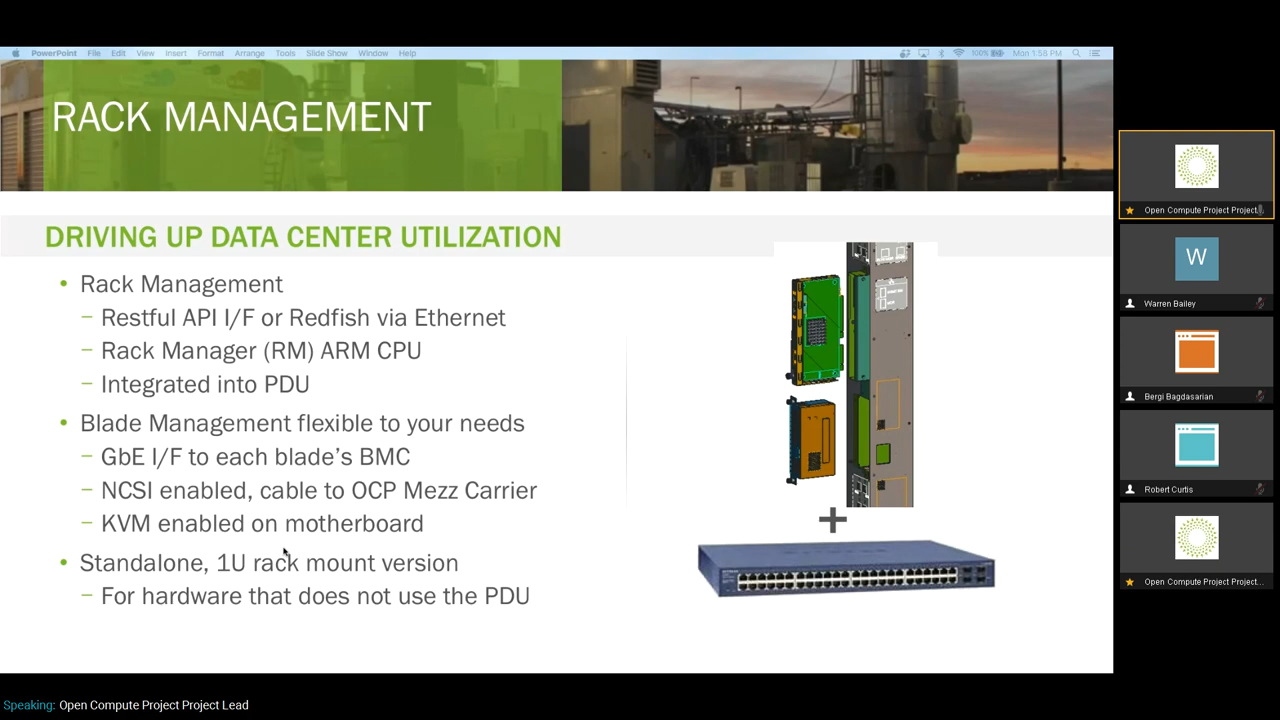 PowerPoint File Edit View Insert Format Arrange Tools Slide Show Window Help
100% Mon 1:58 PM
RACK MANAGEMENT
DRIVING UP DATA CENTER UTILIZATION
• Rack Management
– Restful API I/F or Redfish via Ethernet
– Rack Manager (RM) ARM CPU
– Integrated into PDU
• Blade Management flexible to your needs
– GbE I/F to each blade's BMC
– NCSI enabled, cable to OCP Mezz Carrier
– KVM enabled on motherboard
• Standalone, 1U rack mount version
– For hardware that does not use the PDU
+
Open Compute Project Project
W
Warren Bailey
Bergi Bagdasarian
Robert Curtis
Open Compute Project Project...
Speaking: Open Compute Project Project Lead